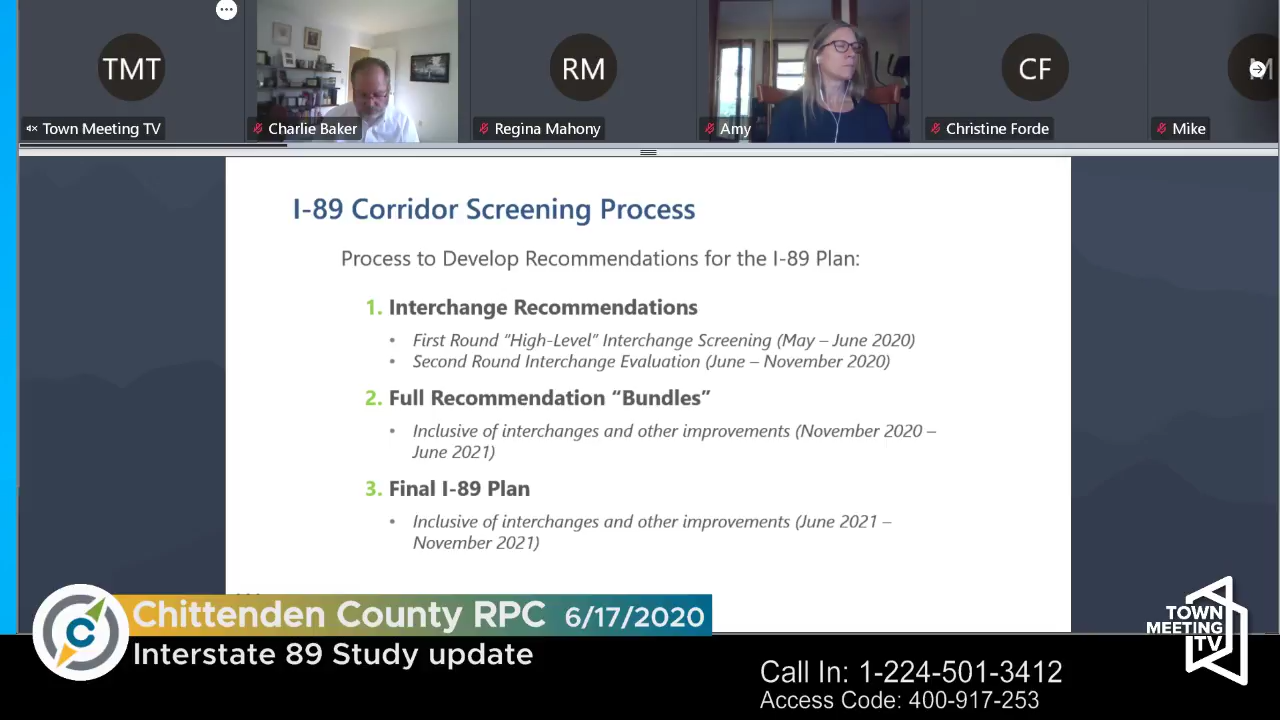 TMT
RM
CF
M
Town Meeting TV
Charlie Baker
Regina Mahony
Amy
Christine Forde
Mike
I-89 Corridor Screening Process
Process to Develop Recommendations for the I-89 Plan:
1. Interchange Recommendations
• First Round “High-Level” Interchange Screening (May – June 2020)
• Second Round Interchange Evaluation (June – November 2020)
2. Full Recommendation “Bundles”
• Inclusive of interchanges and other improvements (November 2020 –
June 2021)
3. Final I-89 Plan
• Inclusive of interchanges and other improvements (June 2021 –
November 2021)
C
Chittenden County RPC 6/17/2020
Interstate 89 Study update
TOWN
MEETING
TV
Call In: 1-224-501-3412
Access Code: 400-917-253